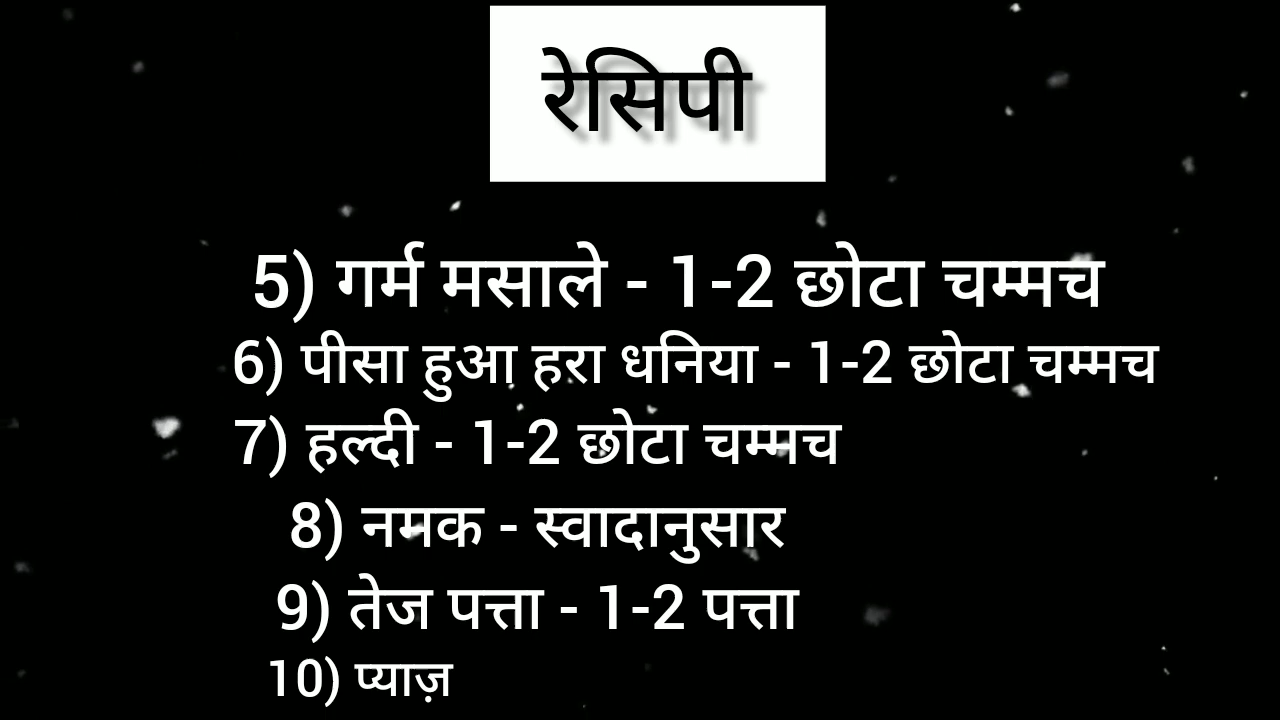 रेसिपी
5) गर्म मसाले - 1-2 छोटा चम्मच
6) पीसा हुआ हरा धनिया - 1-2 छोटा चम्मच
7) हल्दी - 1-2 छोटा चम्मच
8) नमक - स्वादानुसार
9) तेज पत्ता - 1-2 पत्ता
10) प्याज़